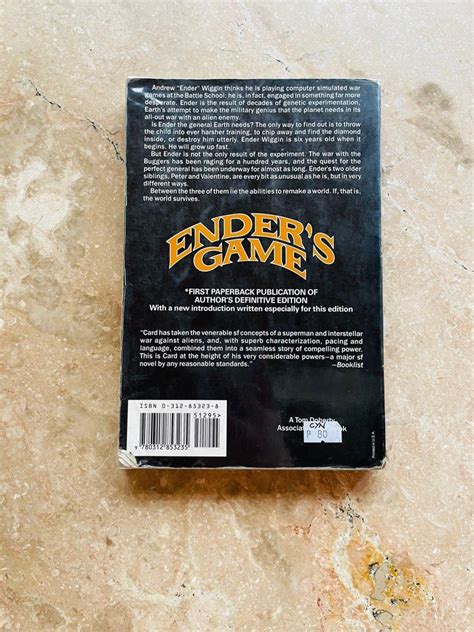 Andrew "Ender" Wiggin thinks he is playing computer simulated war
games at the Battle School; he is, in fact, engaged in something far more
desperate. Ender is the result of decades of genetic experimentation,
Earth's attempt to make the military genius that the planet needs in its
all-out war with an alien enemy.
Is Ender the general Earth needs? The only way to find out is to throw
the child into ever harsher training, to chip away and find the diamond
inside, or destroy him utterly. Ender Wiggin is six years old when it
begins. He will grow up fast.
But Ender is not the only result of the experiment. The war with the
Buggers has been raging for a hundred years, and the quest for the
perfect general has been underway for almost as long. Ender's two older
siblings, Peter and Valentine, are every bit as unusual as he is, but in very
different ways.
Between the three of them lie the abilities to remake a world. If, that is,
the world survives.
ENDER'S
GAME
*FIRST PAPERBACK PUBLICATION OF
AUTHOR'S DEFINITIVE EDITION
With a new introduction written especially for this edition
"Card has taken the venerable sf concepts of a superman and interstellar
war against aliens, and, with superb characterization, pacing and
language, combined them into a seamless story of compelling power.
This is Card at the height of his very considerable powers—a major sf
novel by any reasonable standards."
—Booklist
ISBN 0-312-85323-8
51295>
9 780312 853235
A Tom Doherty
Associates
GYN
P 80
Printed in U.S.A.